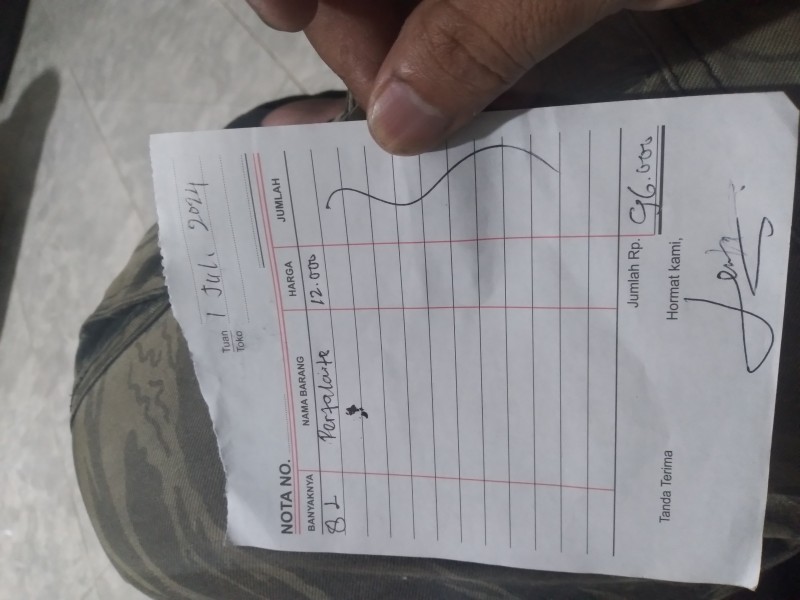 1 Juli 2024
Tuan
Toko
NOTA NO.
BANYAKNYA NAMA BARANG HARGA JUMLAH
8 L Pertalaite 12.000
Jumlah Rp. 96.000
Tanda Terima Hormat kami,